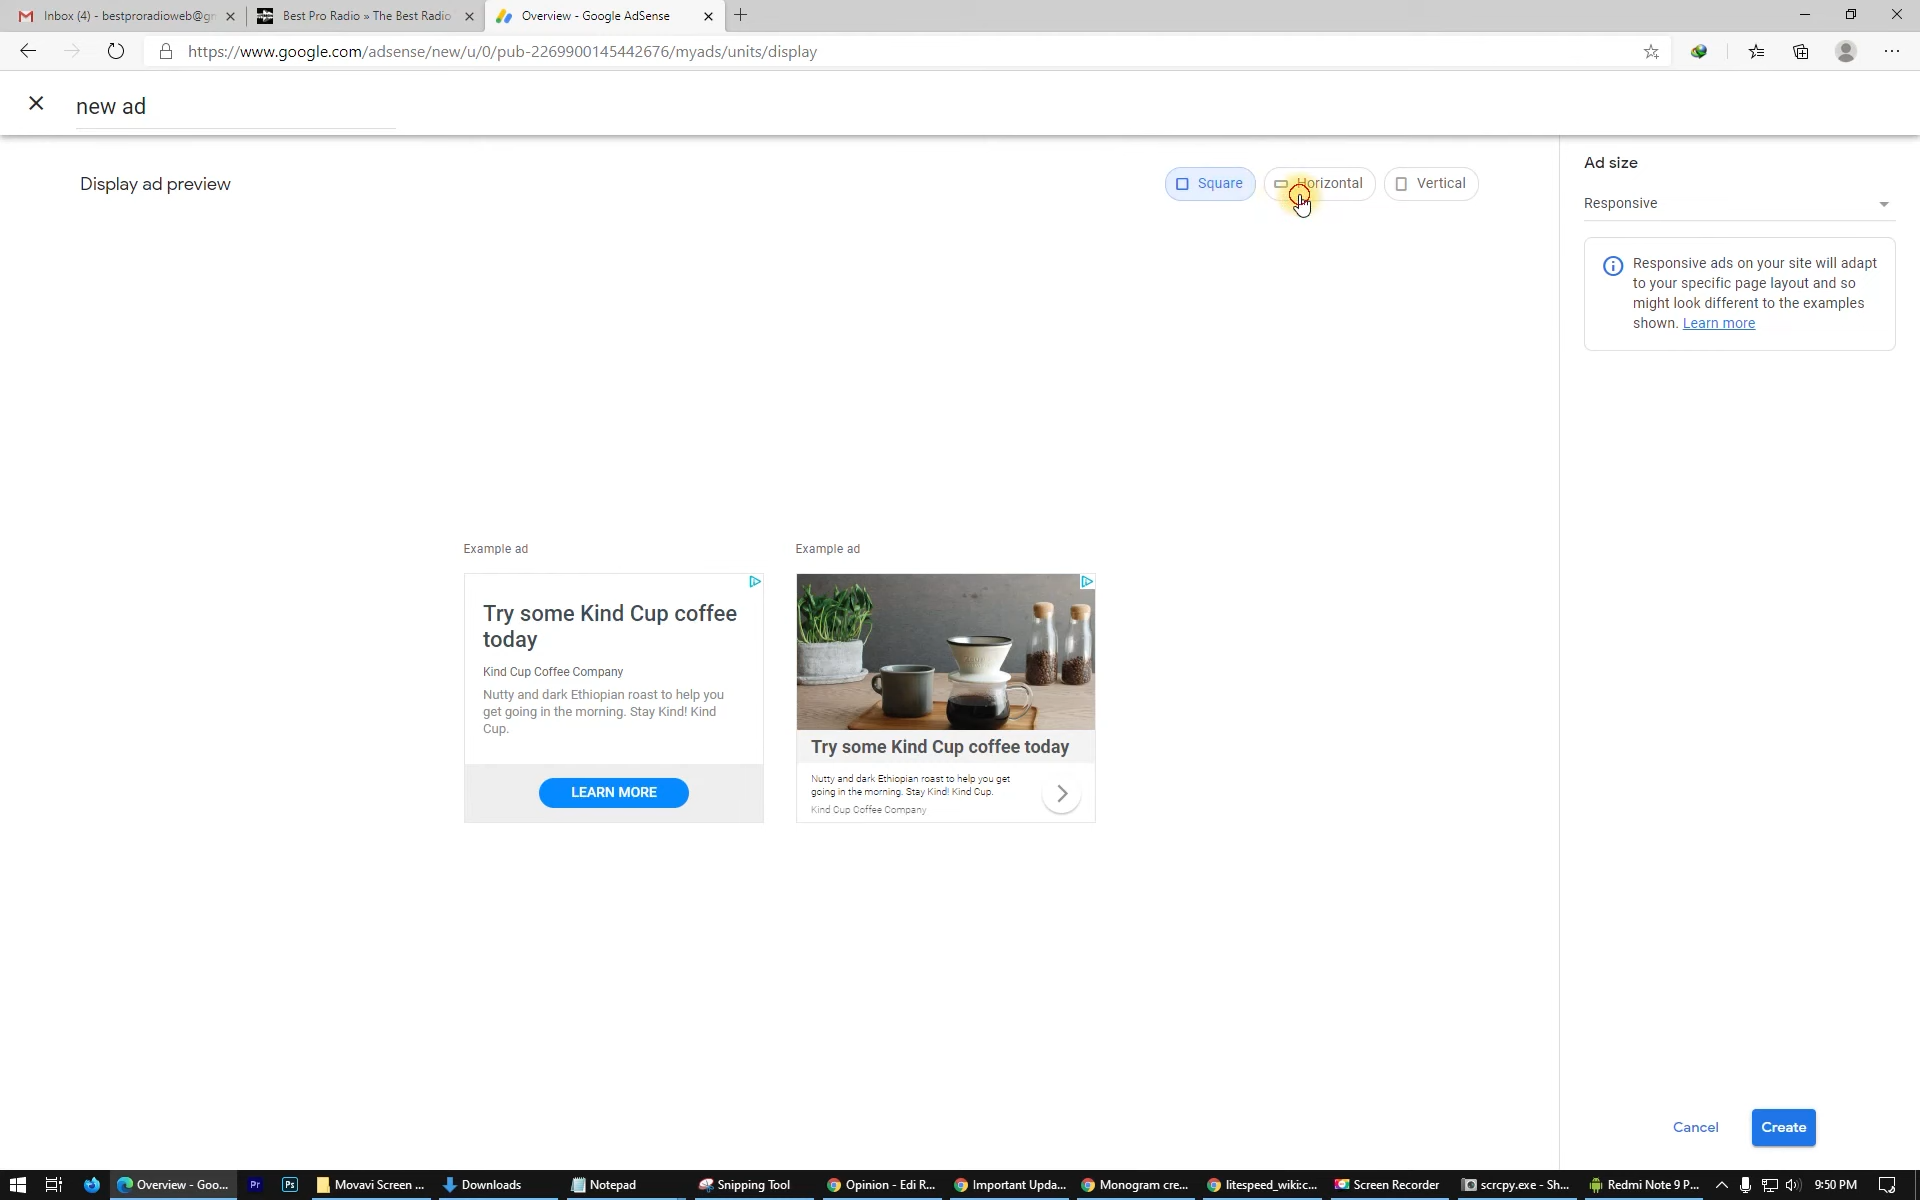 Inbox (4) - bestproradioweb@gr
Best Pro Radio » The Best Radio
Overview - Google AdSense
https://www.google.com/adsense/new/u/0/pub-2269900145442676/myads/units/display
new ad
Display ad preview
Square
Horizontal
Vertical
Ad size
Responsive
Responsive ads on your site will adapt
to your specific page layout and so
might look different to the examples
shown. Learn more
Example ad
Try some Kind Cup coffee
today
Kind Cup Coffee Company
Nutty and dark Ethiopian roast to help you
get going in the morning. Stay Kind! Kind
Cup.
LEARN MORE
Example ad
Try some Kind Cup coffee today
Nutty and dark Ethiopian roast to help you get
going in the morning. Stay Kind! Kind Cup.
Kind Cup Coffee Company
Cancel
Create
Overview - Goo...
Pr
Ps
Movavi Screen ...
Downloads
Notepad
Snipping Tool
Opinion - Edi R...
Important Upda...
Monogram cre...
litespeed_wiki:c...
Screen Recorder
scrcpy.exe - Sh...
Redmi Note 9 P...
9:50 PM